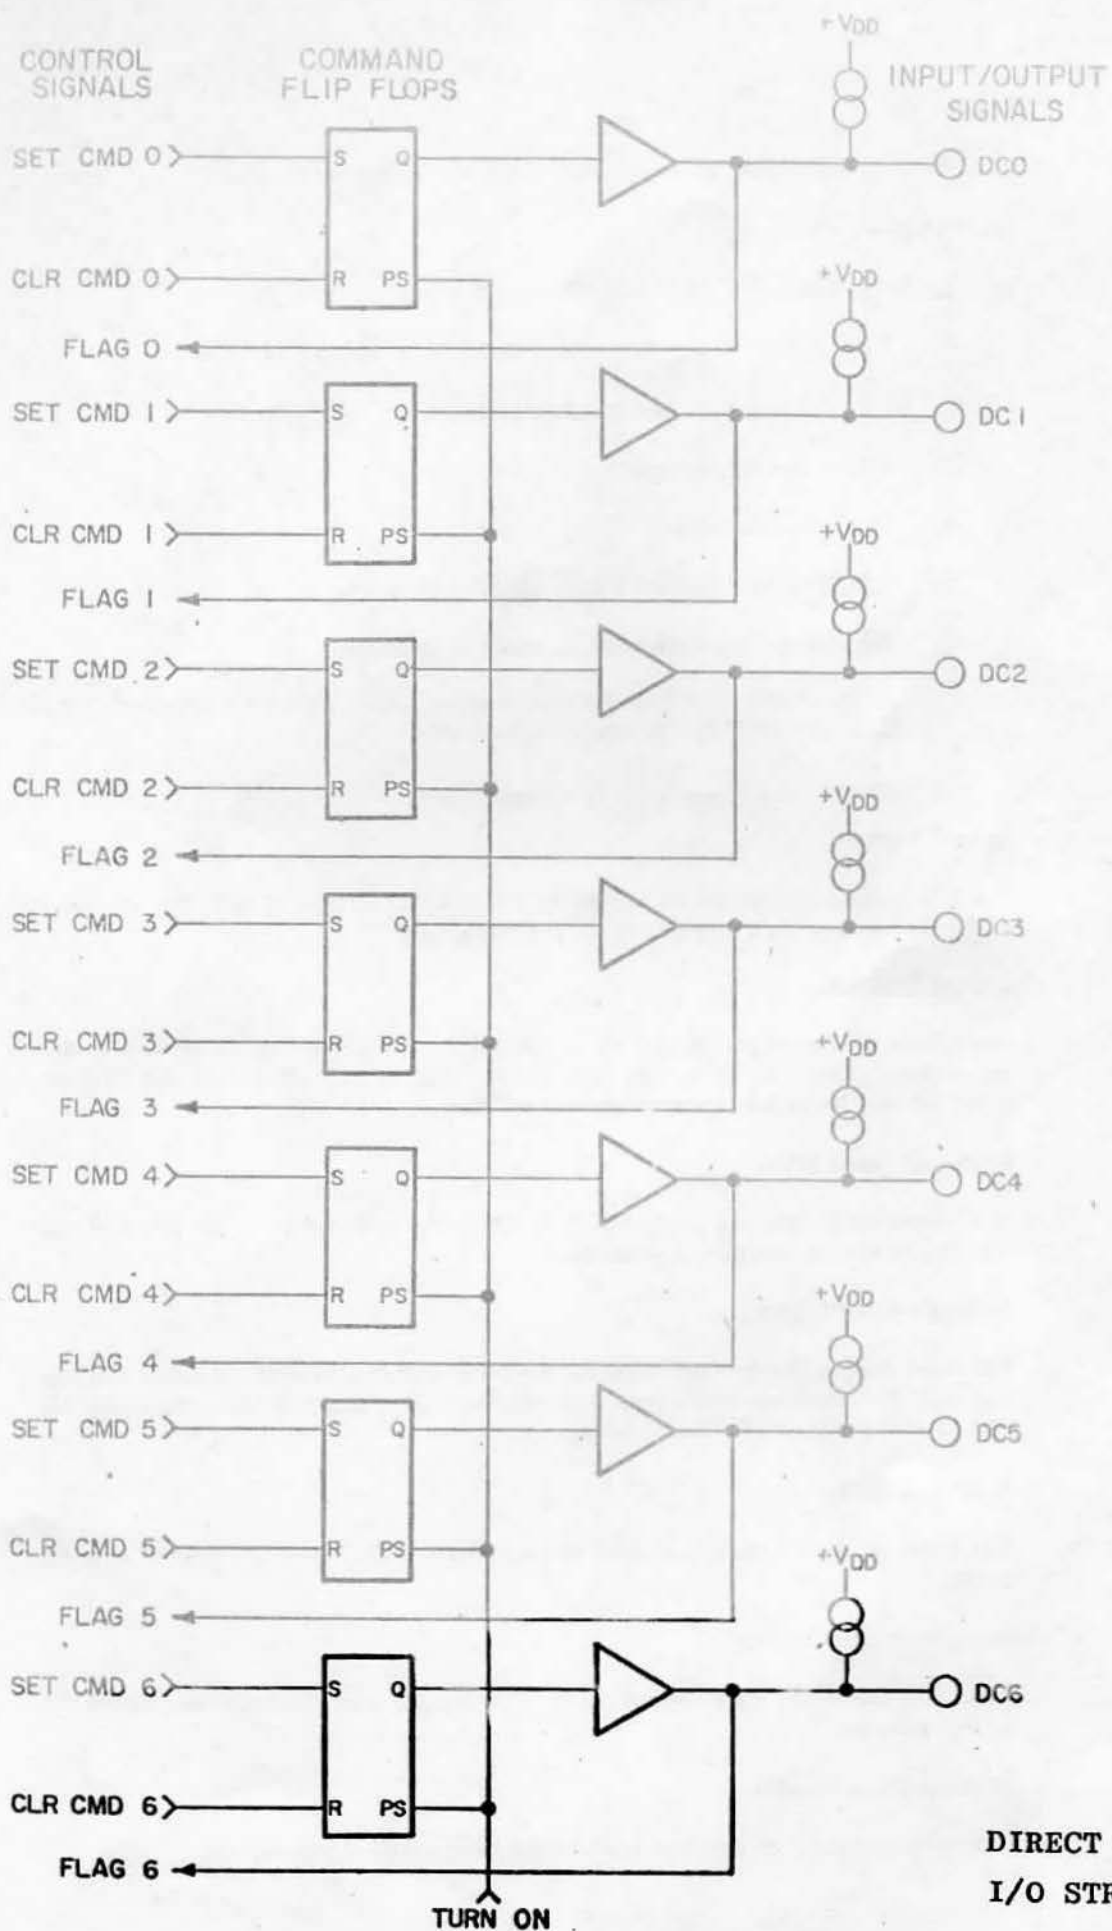 +VDD
CONTROL SIGNALS
COMMAND FLIP FLOPS
INPUT/OUTPUT SIGNALS
SET CMD 0
S Q
DC0
CLR CMD 0
R PS
+VDD
FLAG 0
SET CMD 1
S Q
DC1
CLR CMD 1
R PS
+VDD
FLAG 1
SET CMD 2
S Q
DC2
CLR CMD 2
R PS
+VDD
FLAG 2
SET CMD 3
S Q
DC3
CLR CMD 3
R PS
+VDD
FLAG 3
SET CMD 4
S Q
DC4
CLR CMD 4
R PS
+VDD
FLAG 4
SET CMD 5
S Q
DC5
CLR CMD 5
R PS
+VDD
FLAG 5
SET CMD 6
S Q
DC6
CLR CMD 6
R PS
FLAG 6
TURN ON
DIRECT
I/O